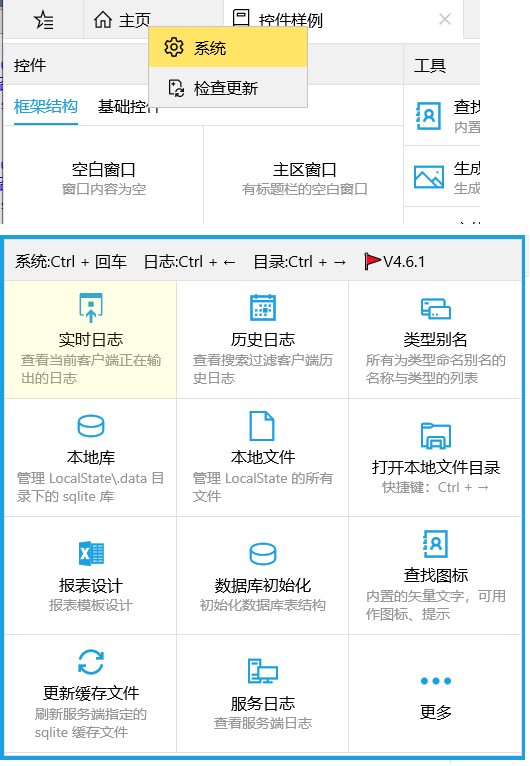 主页
控件样例
系统
检查更新
控件
工具
框架结构
基础控件
查找
内置
空白窗口
窗口内容为空
主区窗口
有标题栏的空白窗口
生成
生成
系统:Ctrl + 回车
日志:Ctrl + ←
目录:Ctrl + →
V4.6.1
实时日志
查看当前客户端正在输
出的日志
历史日志
查看搜索过滤客户端历
史日志
类型别名
所有为类型命名别名的
名称与类型的列表
本地库
管理 LocalState\.data 目
录下的 sqlite 库
本地文件
管理 LocalState 的所有
文件
打开本地文件目录
快捷键：Ctrl + →
报表设计
报表模板设计
数据库初始化
初始化数据库表结构
查找图标
内置的矢量文字，可用
作图标、提示
更新缓存文件
刷新服务端指定的
sqlite 缓存文件
服务日志
查看服务端日志
更多